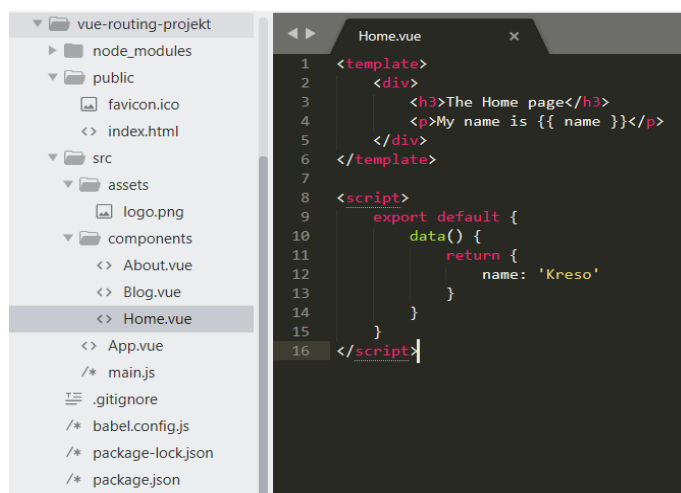 vue-routing-projekt
node_modules
public
favicon.ico
<> index.html
src
assets
logo.png
components
<> About.vue
<> Blog.vue
<> Home.vue
<> App.vue
/* main.js
.gitignore
/* babel.config.js
/* package-lock.json
/* package.json
Home.vue ×
1 <template>
2     <div>
3         <h3>The Home page</h3>
4         <p>My name is {{ name }}</p>
5     </div>
6 </template>
7
8 <script>
9     export default {
10         data() {
11             return {
12                 name: 'Kreso'
13             }
14         }
15     }
16 </script>